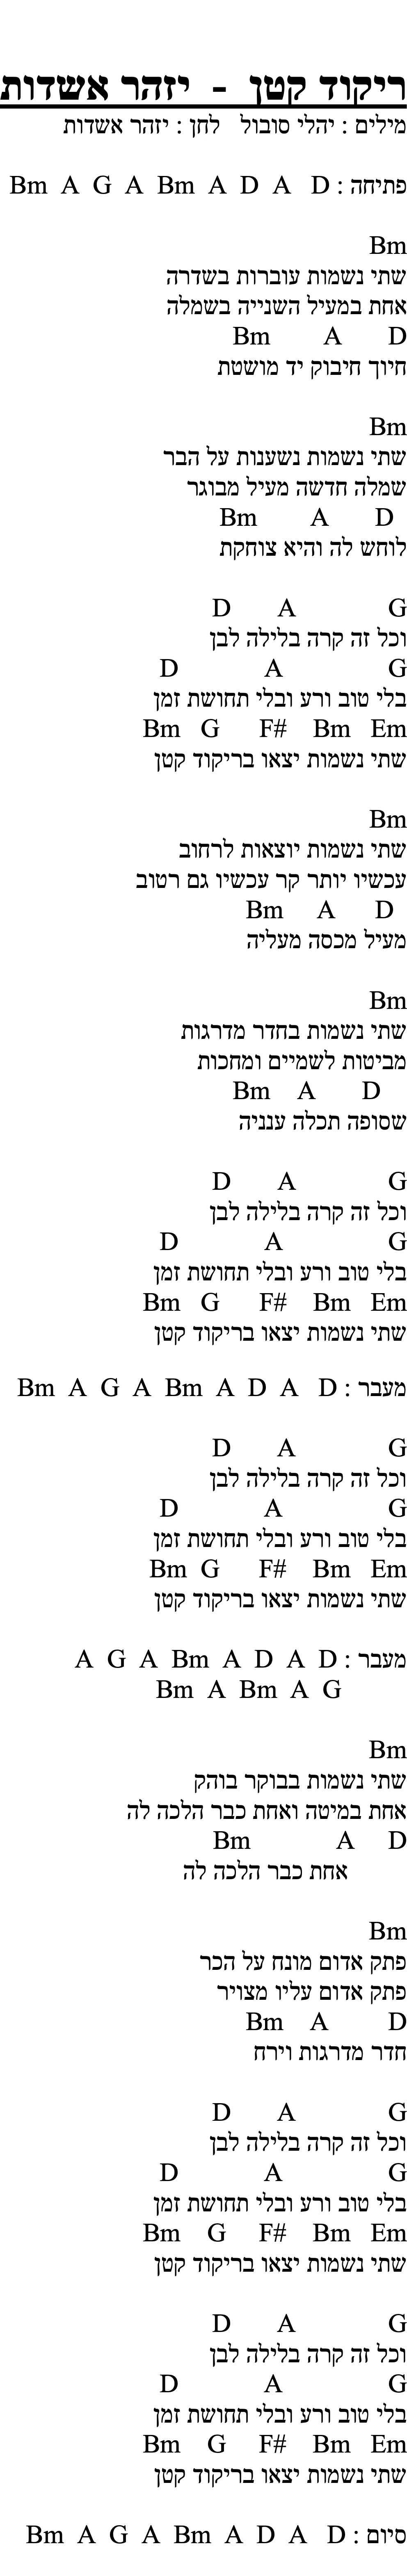 ריקוד קטן - יזהר אשדות
מילים : יהלי סובול לחן : יזהר אשדות
פתיחה : Bm A G A Bm A D A D
Bm
שתי נשמות עוברות בשדרה
אחת במעיל השנייה בשמלה
Bm A D
חיוך חיבוק יד מושטת
Bm
שתי נשמות נשענות על הבר
שמלה חדשה מעיל מבוגר
Bm A D
לוחש לה והיא צוחקת
D A G
וכל זה קרה בלילה לבן
D A G
בלי טוב ורע ובלי תחושת זמן
Bm G F# Bm Em
שתי נשמות יצאו בריקוד קטן
Bm
שתי נשמות יוצאות לרחוב
עכשיו יותר קר עכשיו גם רטוב
Bm A D
מעיל מכסה מעליה
Bm
שתי נשמות בחדר מדרגות
מביטות לשמיים ומחכות
Bm A D
שסופה תכלה ענניה
D A G
וכל זה קרה בלילה לבן
D A G
בלי טוב ורע ובלי תחושת זמן
Bm G F# Bm Em
שתי נשמות יצאו בריקוד קטן
מעבר : Bm A G A Bm A D A D
D A G
וכל זה קרה בלילה לבן
D A G
בלי טוב ורע ובלי תחושת זמן
Bm G F# Bm Em
שתי נשמות יצאו בריקוד קטן
מעבר : A G A Bm A D A D
Bm A Bm A G
Bm
שתי נשמות בבוקר בוהק
אחת במיטה ואחת כבר הלכה לה
Bm A D
אחת כבר הלכה לה
Bm
פתק אדום מונח על הכר
פתק אדום עליו מצויר
Bm A D
חדר מדרגות וירח
D A G
וכל זה קרה בלילה לבן
D A G
בלי טוב ורע ובלי תחושת זמן
Bm G F# Bm Em
שתי נשמות יצאו בריקוד קטן
D A G
וכל זה קרה בלילה לבן
D A G
בלי טוב ורע ובלי תחושת זמן
Bm G F# Bm Em
שתי נשמות יצאו בריקוד קטן
סיום : Bm A G A Bm A D A D